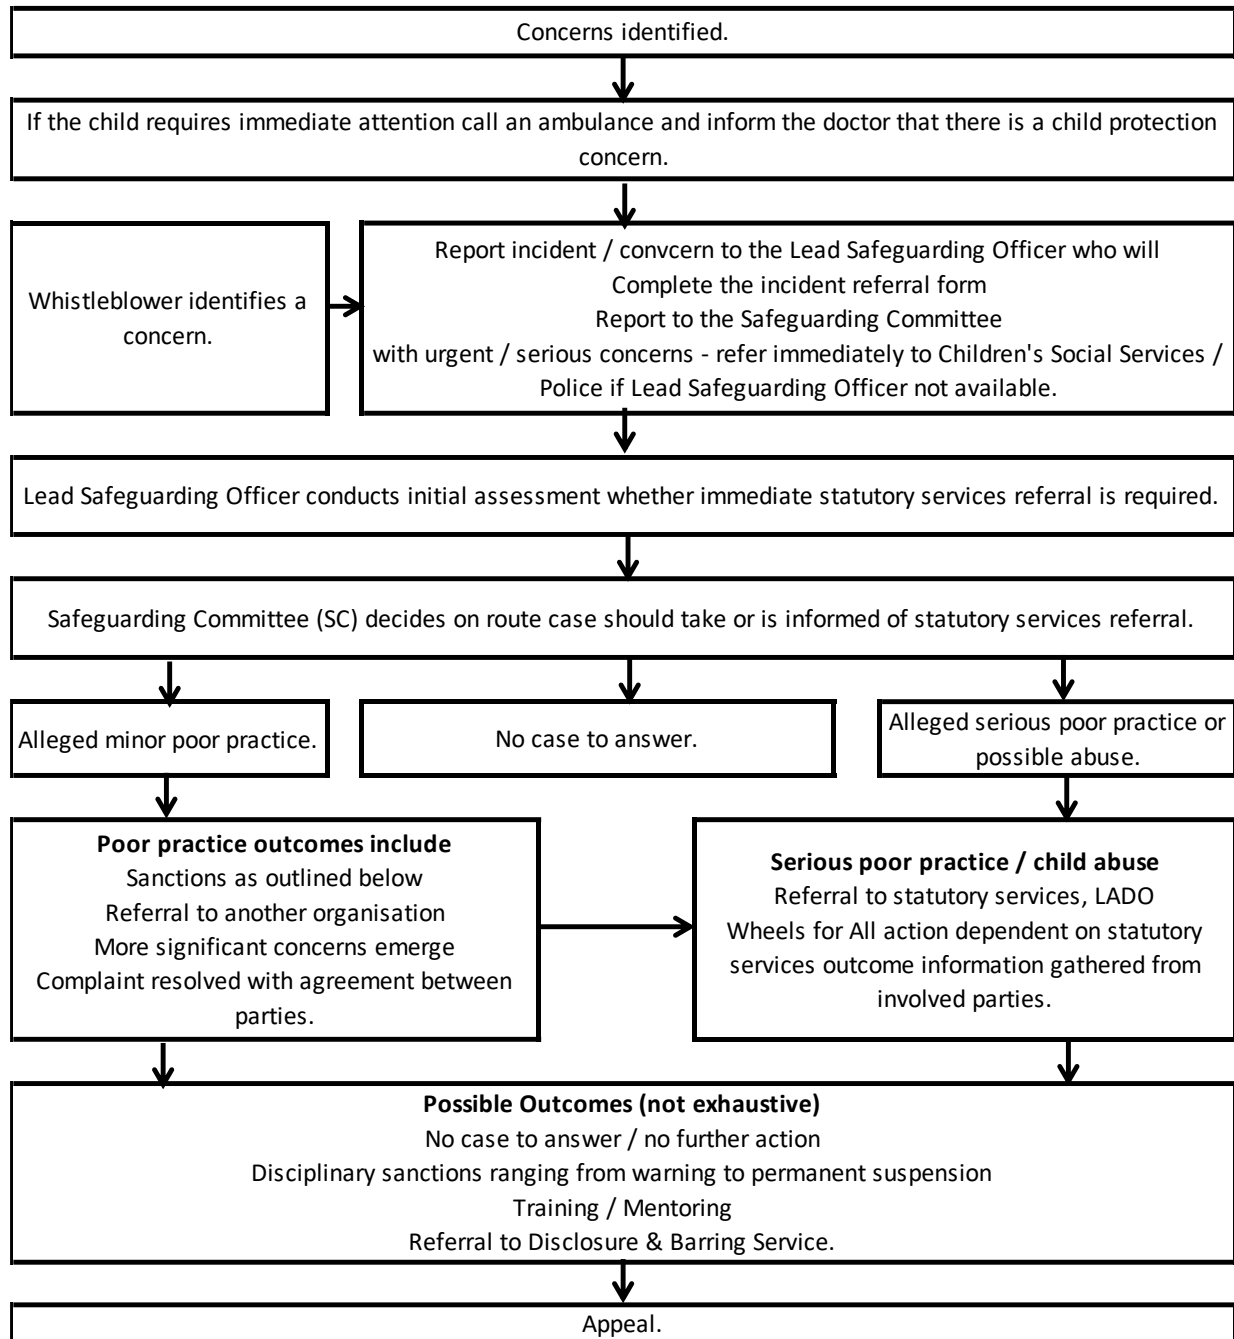 Concerns identified.
If the child requires immediate attention call an ambulance and inform the doctor that there is a child protection
concern.
Whistleblower identifies a
concern.
Report incident / convcern to the Lead Safeguarding Officer who will
Complete the incident referral form
Report to the Safeguarding Committee
with urgent / serious concerns - refer immediately to Children's Social Services /
Police if Lead Safeguarding Officer not available.
Lead Safeguarding Officer conducts initial assessment whether immediate statutory services referral is required.
Safeguarding Committee (SC) decides on route case should take or is informed of statutory services referral.
Alleged minor poor practice.
No case to answer.
Alleged serious poor practice or
possible abuse.
Poor practice outcomes include
Sanctions as outlined below
Referral to another organisation
More significant concerns emerge
Complaint resolved with agreement between
parties.
Serious poor practice / child abuse
Referral to statutory services, LADO
Wheels for All action dependent on statutory
services outcome information gathered from
involved parties.
Possible Outcomes (not exhaustive)
No case to answer / no further action
Disciplinary sanctions ranging from warning to permanent suspension
Training / Mentoring
Referral to Disclosure & Barring Service.
Appeal.